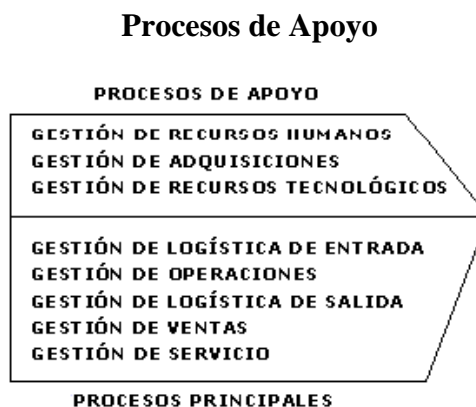 Procesos de Apoyo
PROCESOS DE APOYO
GESTIÓN DE RECURSOS HUMANOS
GESTIÓN DE ADQUISICIONES
GESTIÓN DE RECURSOS TECNOLÓGICOS
GESTIÓN DE LOGÍSTICA DE ENTRADA
GESTIÓN DE OPERACIONES
GESTIÓN DE LOGÍSTICA DE SALIDA
GESTIÓN DE VENTAS
GESTIÓN DE SERVICIO
PROCESOS PRINCIPALES